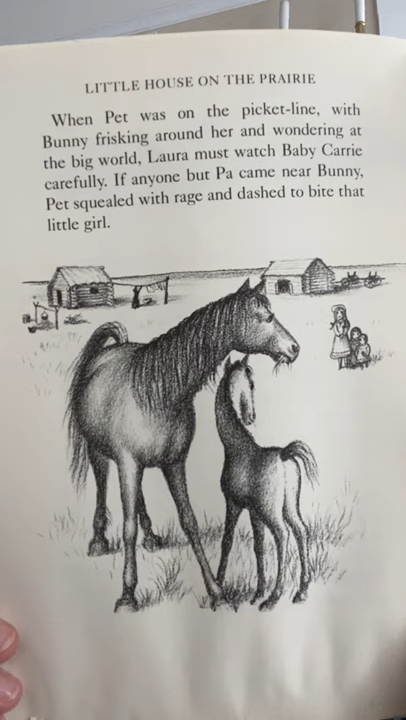 LITTLE HOUSE ON THE PRAIRIE
When Pet was on the picket-line, with
Bunny frisking around her and wondering at
the big world, Laura must watch Baby Carrie
carefully. If anyone but Pa came near Bunny,
Pet squealed with rage and dashed to bite that
little girl.